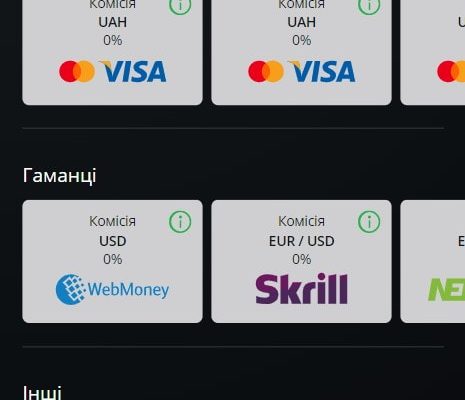 Комісія
UAH
0%
VISA
Комісія
UAH
0%
VISA
Гаманці
Комісія
USD
0%
WebMoney
Комісія
EUR / USD
0%
Skrill
Інші